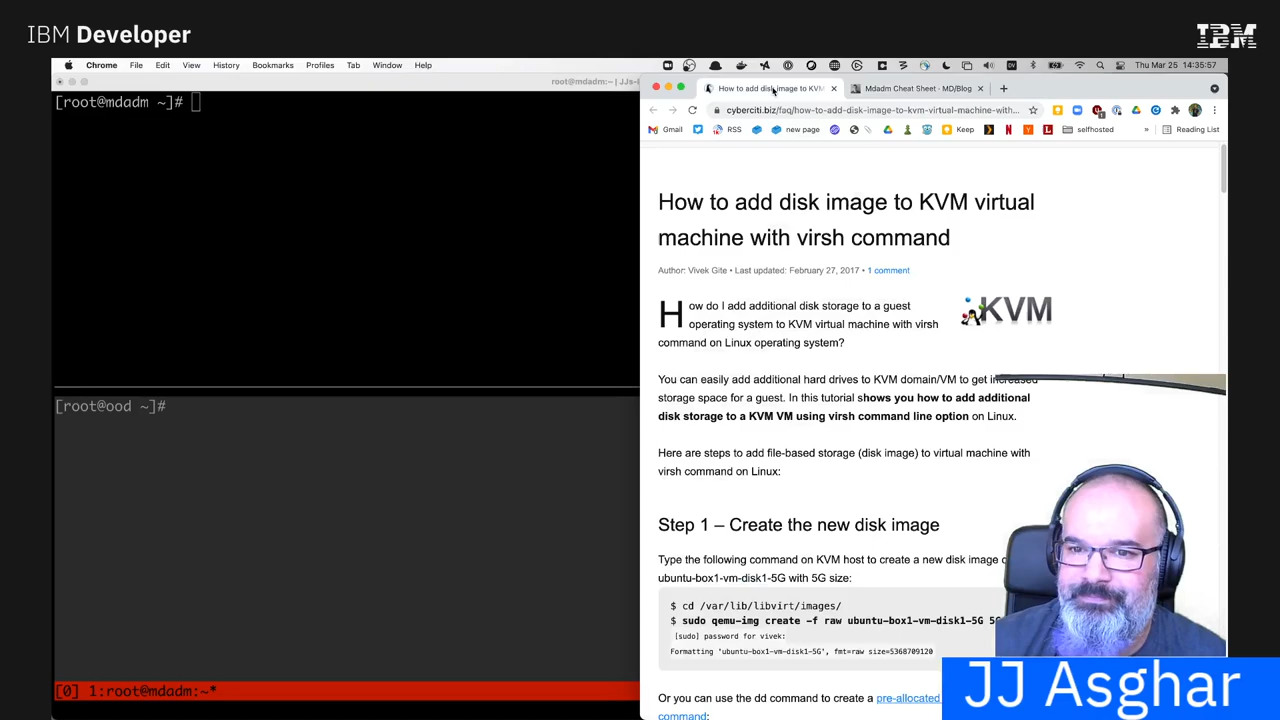 IBM Developer
IBM
Chrome File Edit View History Bookmarks Profiles Tab Window Help
Thu Mar 25 14:35:57
root@mdadm:~ | JJs-L
[root@mdadm ~]#
[root@ood ~]#
[0] 1:root@mdadm:~*
How to add disk image to KVM
Mdadm Cheat Sheet - MD/Blog
cyberciti.biz/faq/how-to-add-disk-image-to-kvm-virtual-machine-with...
Gmail RSS new page Keep selfhosted » Reading List
How to add disk image to KVM virtual
machine with virsh command
Author: Vivek Gite • Last updated: February 27, 2017 • 1 comment
How do I add additional disk storage to a guest
operating system to KVM virtual machine with virsh
command on Linux operating system?
KVM
You can easily add additional hard drives to KVM domain/VM to get increased
storage space for a guest. In this tutorial shows you how to add additional
disk storage to a KVM VM using virsh command line option on Linux.
Here are steps to add file-based storage (disk image) to virtual machine with
virsh command on Linux:
Step 1 – Create the new disk image
Type the following command on KVM host to create a new disk image
ubuntu-box1-vm-disk1-5G with 5G size:
$ cd /var/lib/libvirt/images/
$ sudo qemu-img create -f raw ubuntu-box1-vm-disk1-5G
[sudo] password for vivek:
Formatting 'ubuntu-box1-vm-disk1-5G', fmt=raw size=5368709120
Or you can use the dd command to create a pre-allocated
command:
JJ Asghar